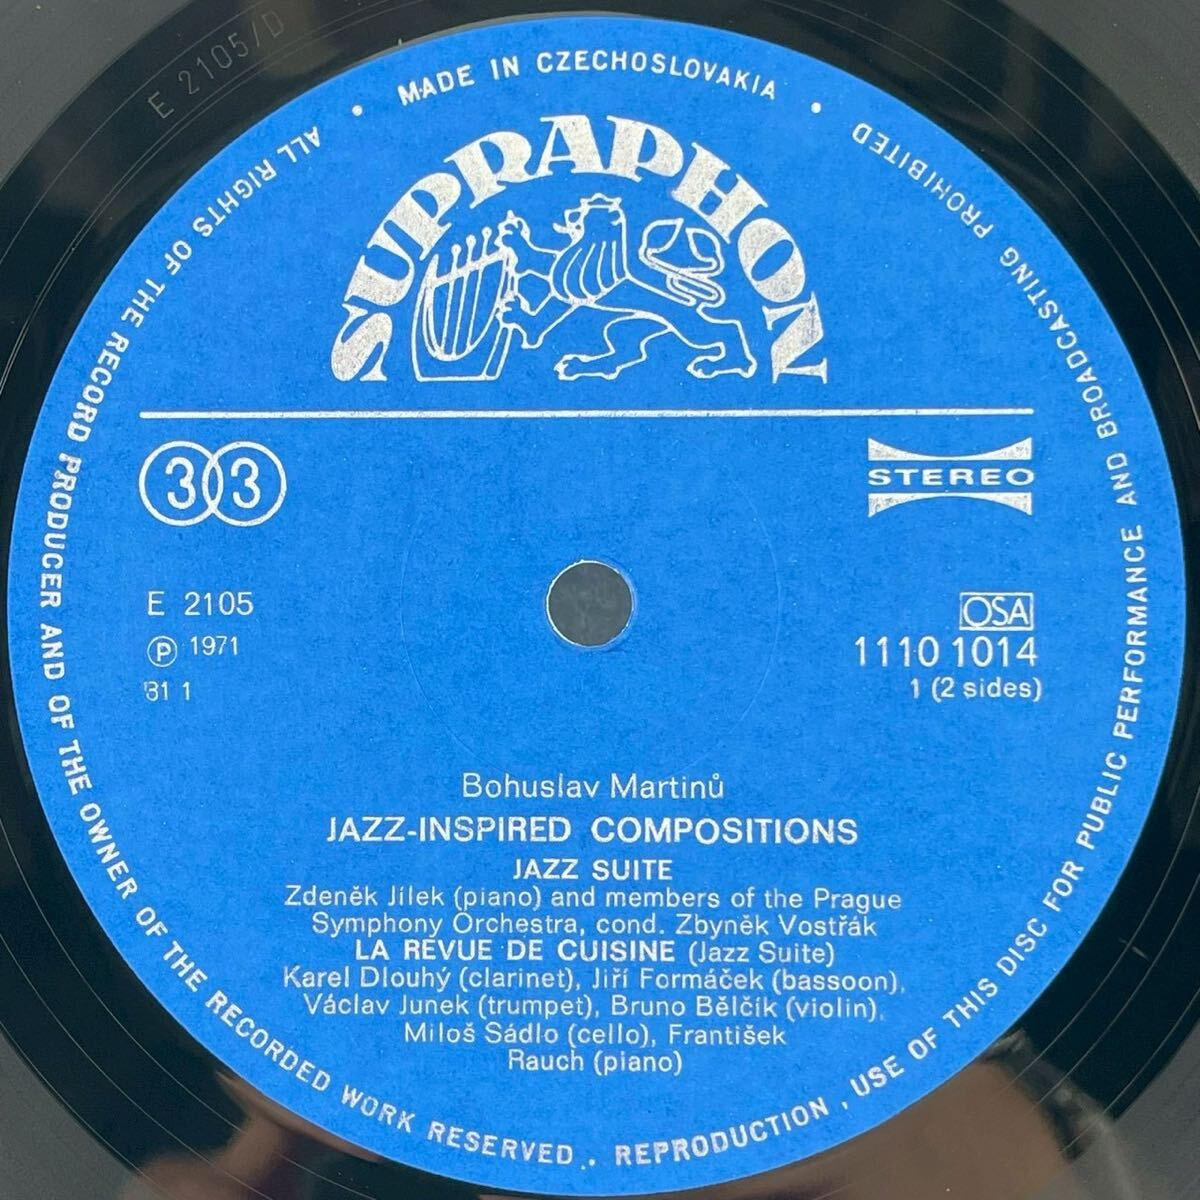 E 2105/D
MADE IN CZECHOSLOVAKIA
ALL RIGHTS OF THE RECORD PRODUCER AND OF THE OWNER OF THE RECORDED WORK RESERVED.. REPRODUCTION, USE OF THIS DISC FOR PUBLIC PERFORMANCE AND BROADCASTING PROHIBITED
SUPRAPHON
33
STEREO
E 2105
OSA
℗ 1971
1110 1014
31 1
1 (2 sides)
Bohuslav Martinů
JAZZ-INSPIRED COMPOSITIONS
JAZZ SUITE
Zdeněk Jílek (piano) and members of the Prague
Symphony Orchestra, cond. Zbyněk Vostřák
LA REVUE DE CUISINE (Jazz Suite)
Karel Dlouhý (clarinet), Jiří Formáček (bassoon),
Václav Junek (trumpet), Bruno Bělčík (violin),
Miloš Sádlo (cello), František
Rauch (piano)